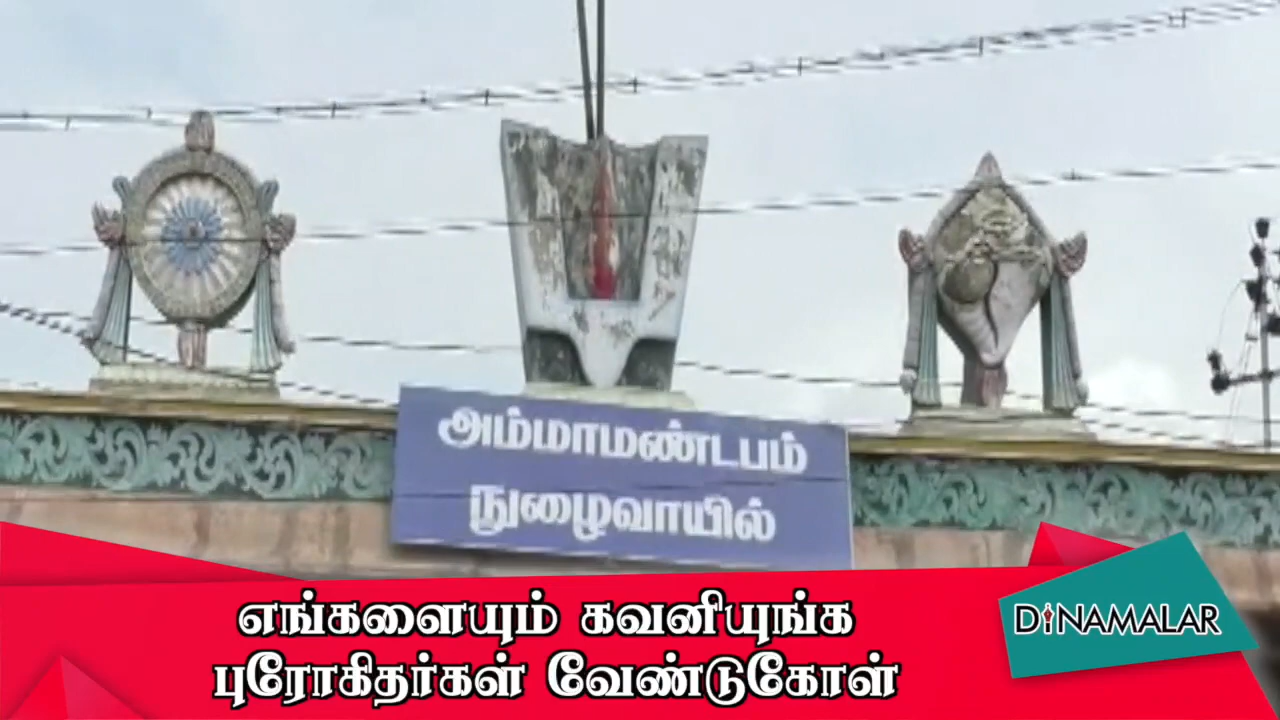 அம்மாமண்டபம்
நுழைவாயில்
எங்களையும் கவனியுங்க
புரோகிதர்கள் வேண்டுகோள்
DINAMALAR